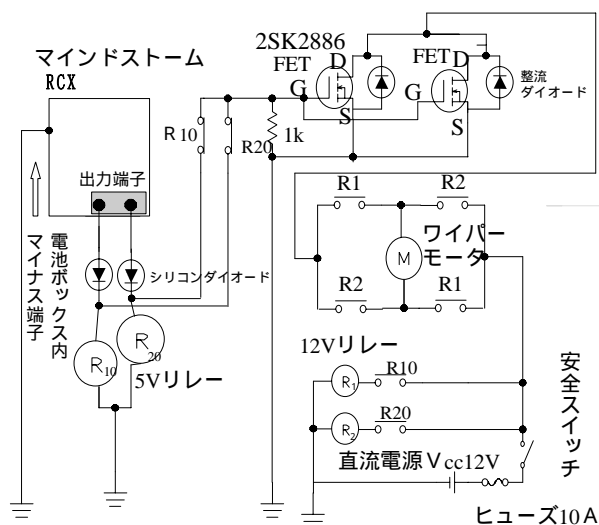 マインドストーム
RCX
出力端子
電池ボックス内
マイナス端子
シリコンダイオード
R10
R20
5Vリレー
R10
R20
1k
2SK2886
FET
D
G
S
FET
D
G
S
整流
ダイオード
R1
R2
M
ワイパー
モータ
R2
R1
12Vリレー
R1
R10
R2
R20
直流電源Vcc12V
安全スイッチ
ヒューズ10A